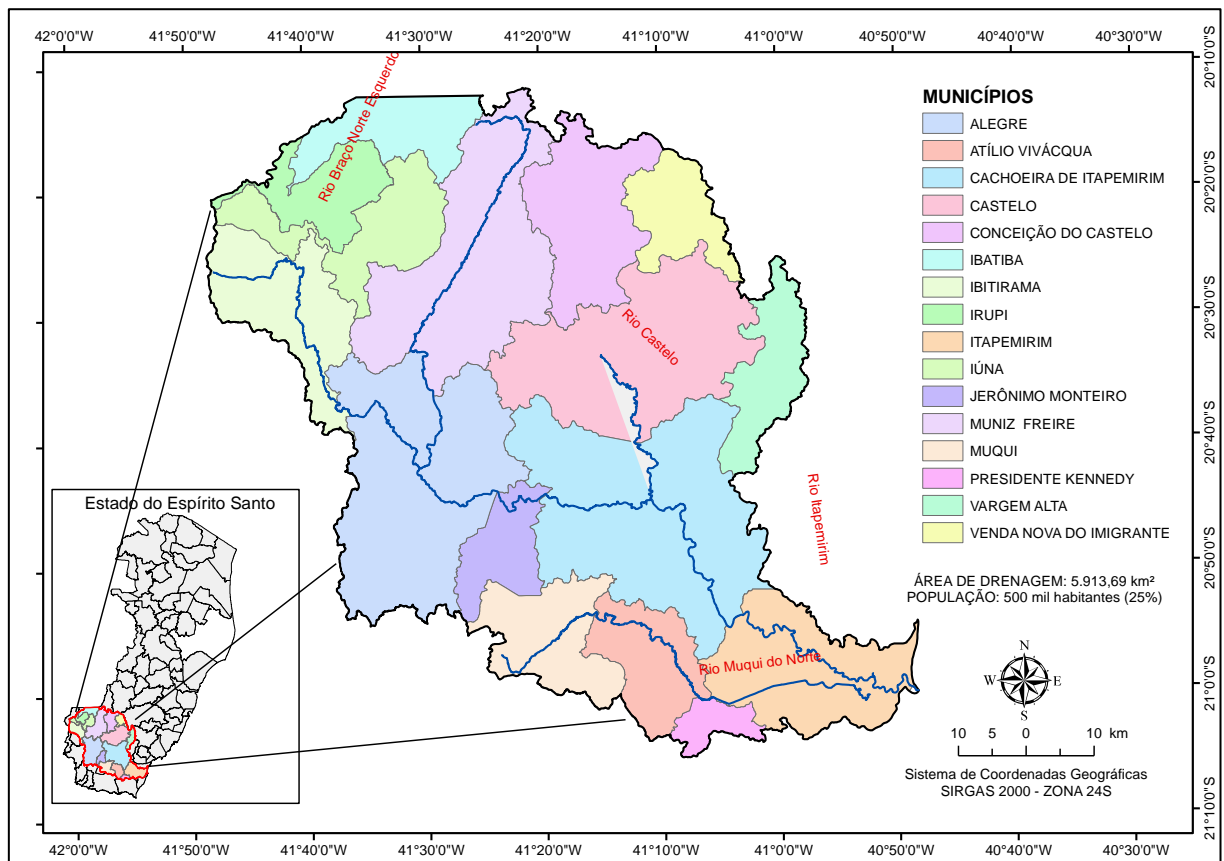 42°0'0"W 41°50'0"W 41°40'0"W 41°30'0"W 41°20'0"W 41°10'0"W 41°0'0"W 40°50'0"W 40°40'0"W 40°30'0"W
20°10'0"S
20°20'0"S
20°30'0"S
20°40'0"S
20°50'0"S
21°0'0"S
21°10'0"S
Rio Braço Norte Esquerdo
Rio Castelo
Rio Itapemirim
Rio Muqui do Norte
MUNICÍPIOS
ALEGRE
ATÍLIO VIVÁCQUA
CACHOEIRA DE ITAPEMIRIM
CASTELO
CONCEIÇÃO DO CASTELO
IBATIBA
IBITIRAMA
IRUPI
ITAPEMIRIM
IÚNA
JERÔNIMO MONTEIRO
MUNIZ FREIRE
MUQUI
PRESIDENTE KENNEDY
VARGEM ALTA
VENDA NOVA DO IMIGRANTE
ÁREA DE DRENAGEM: 5.913,69 km²
POPULAÇÃO: 500 mil habitantes (25%)
N
W E
S
10 5 0 10 km
Sistema de Coordenadas Geográficas
SIRGAS 2000 - ZONA 24S
Estado do Espírito Santo
42°0'0"W 41°50'0"W 41°40'0"W 41°30'0"W 41°20'0"W 41°10'0"W 41°0'0"W 40°50'0"W 40°40'0"W 40°30'0"W